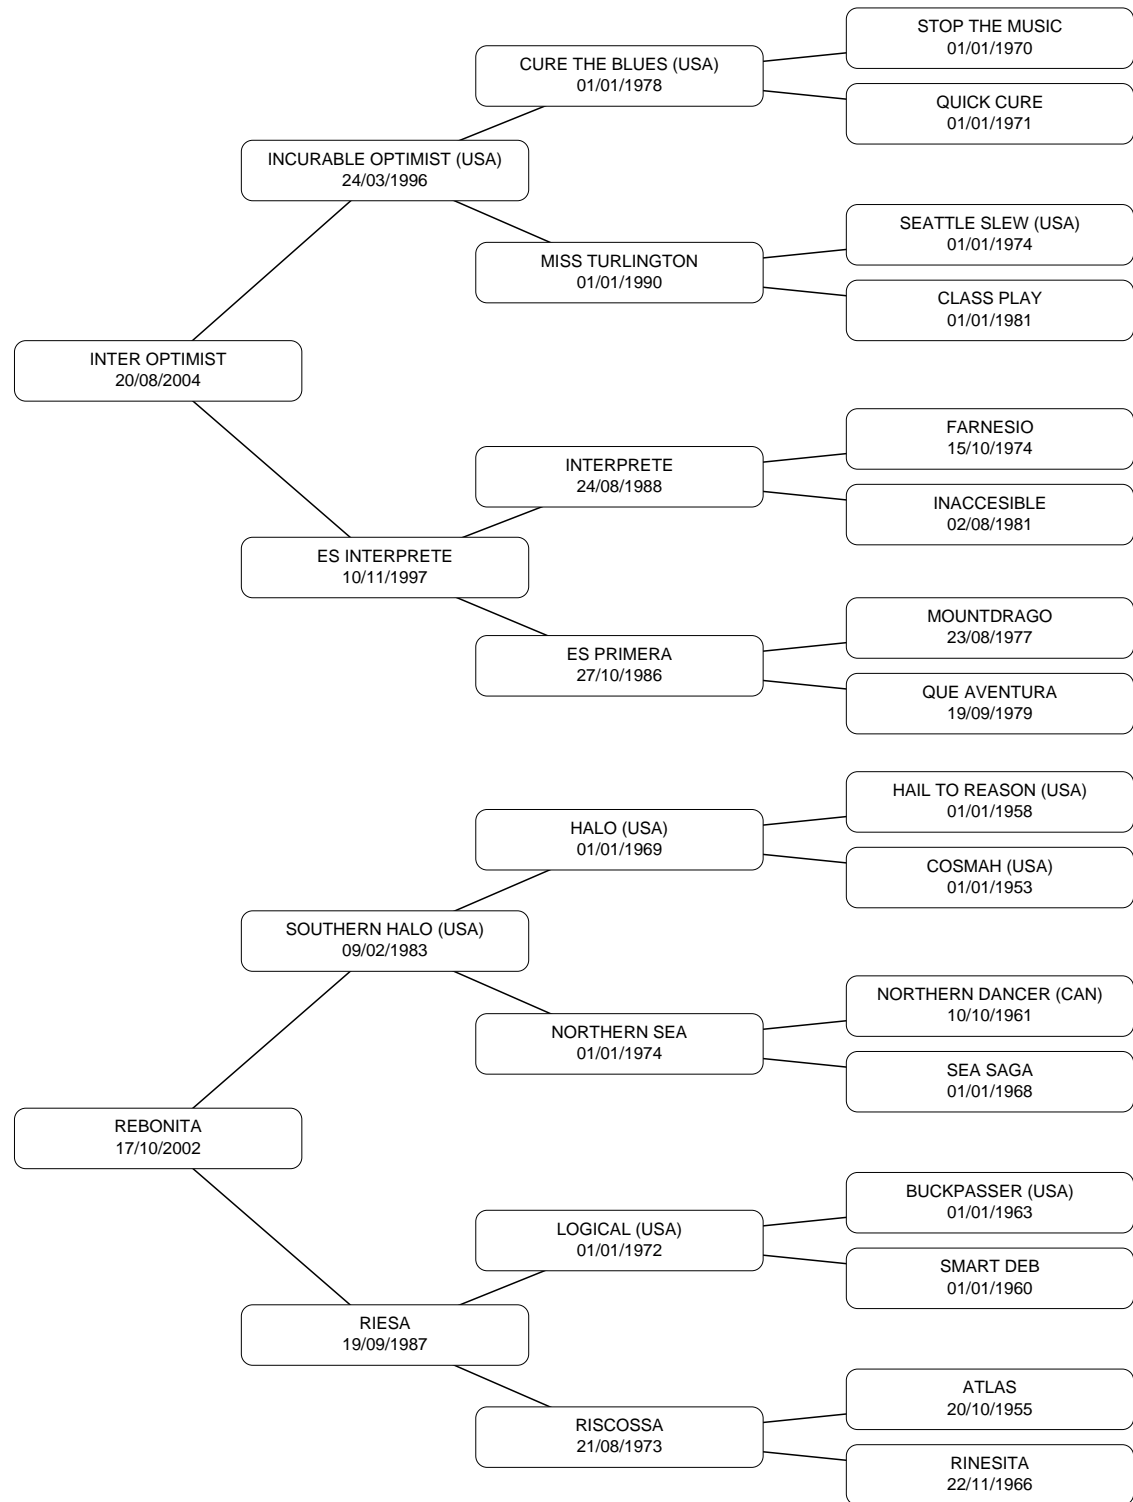 STOP THE MUSIC
01/01/1970
CURE THE BLUES (USA)
01/01/1978
QUICK CURE
01/01/1971
INCURABLE OPTIMIST (USA)
24/03/1996
SEATTLE SLEW (USA)
01/01/1974
MISS TURLINGTON
01/01/1990
CLASS PLAY
01/01/1981
INTER OPTIMIST
20/08/2004
FARNESIO
15/10/1974
INTERPRETE
24/08/1988
INACCESIBLE
02/08/1981
ES INTERPRETE
10/11/1997
MOUNTDRAGO
23/08/1977
ES PRIMERA
27/10/1986
QUE AVENTURA
19/09/1979
HAIL TO REASON (USA)
01/01/1958
HALO (USA)
01/01/1969
COSMAH (USA)
01/01/1953
SOUTHERN HALO (USA)
09/02/1983
NORTHERN DANCER (CAN)
10/10/1961
NORTHERN SEA
01/01/1974
SEA SAGA
01/01/1968
REBONITA
17/10/2002
BUCKPASSER (USA)
01/01/1963
LOGICAL (USA)
01/01/1972
SMART DEB
01/01/1960
RIESA
19/09/1987
ATLAS
20/10/1955
RISCOSSA
21/08/1973
RINESITA
22/11/1966